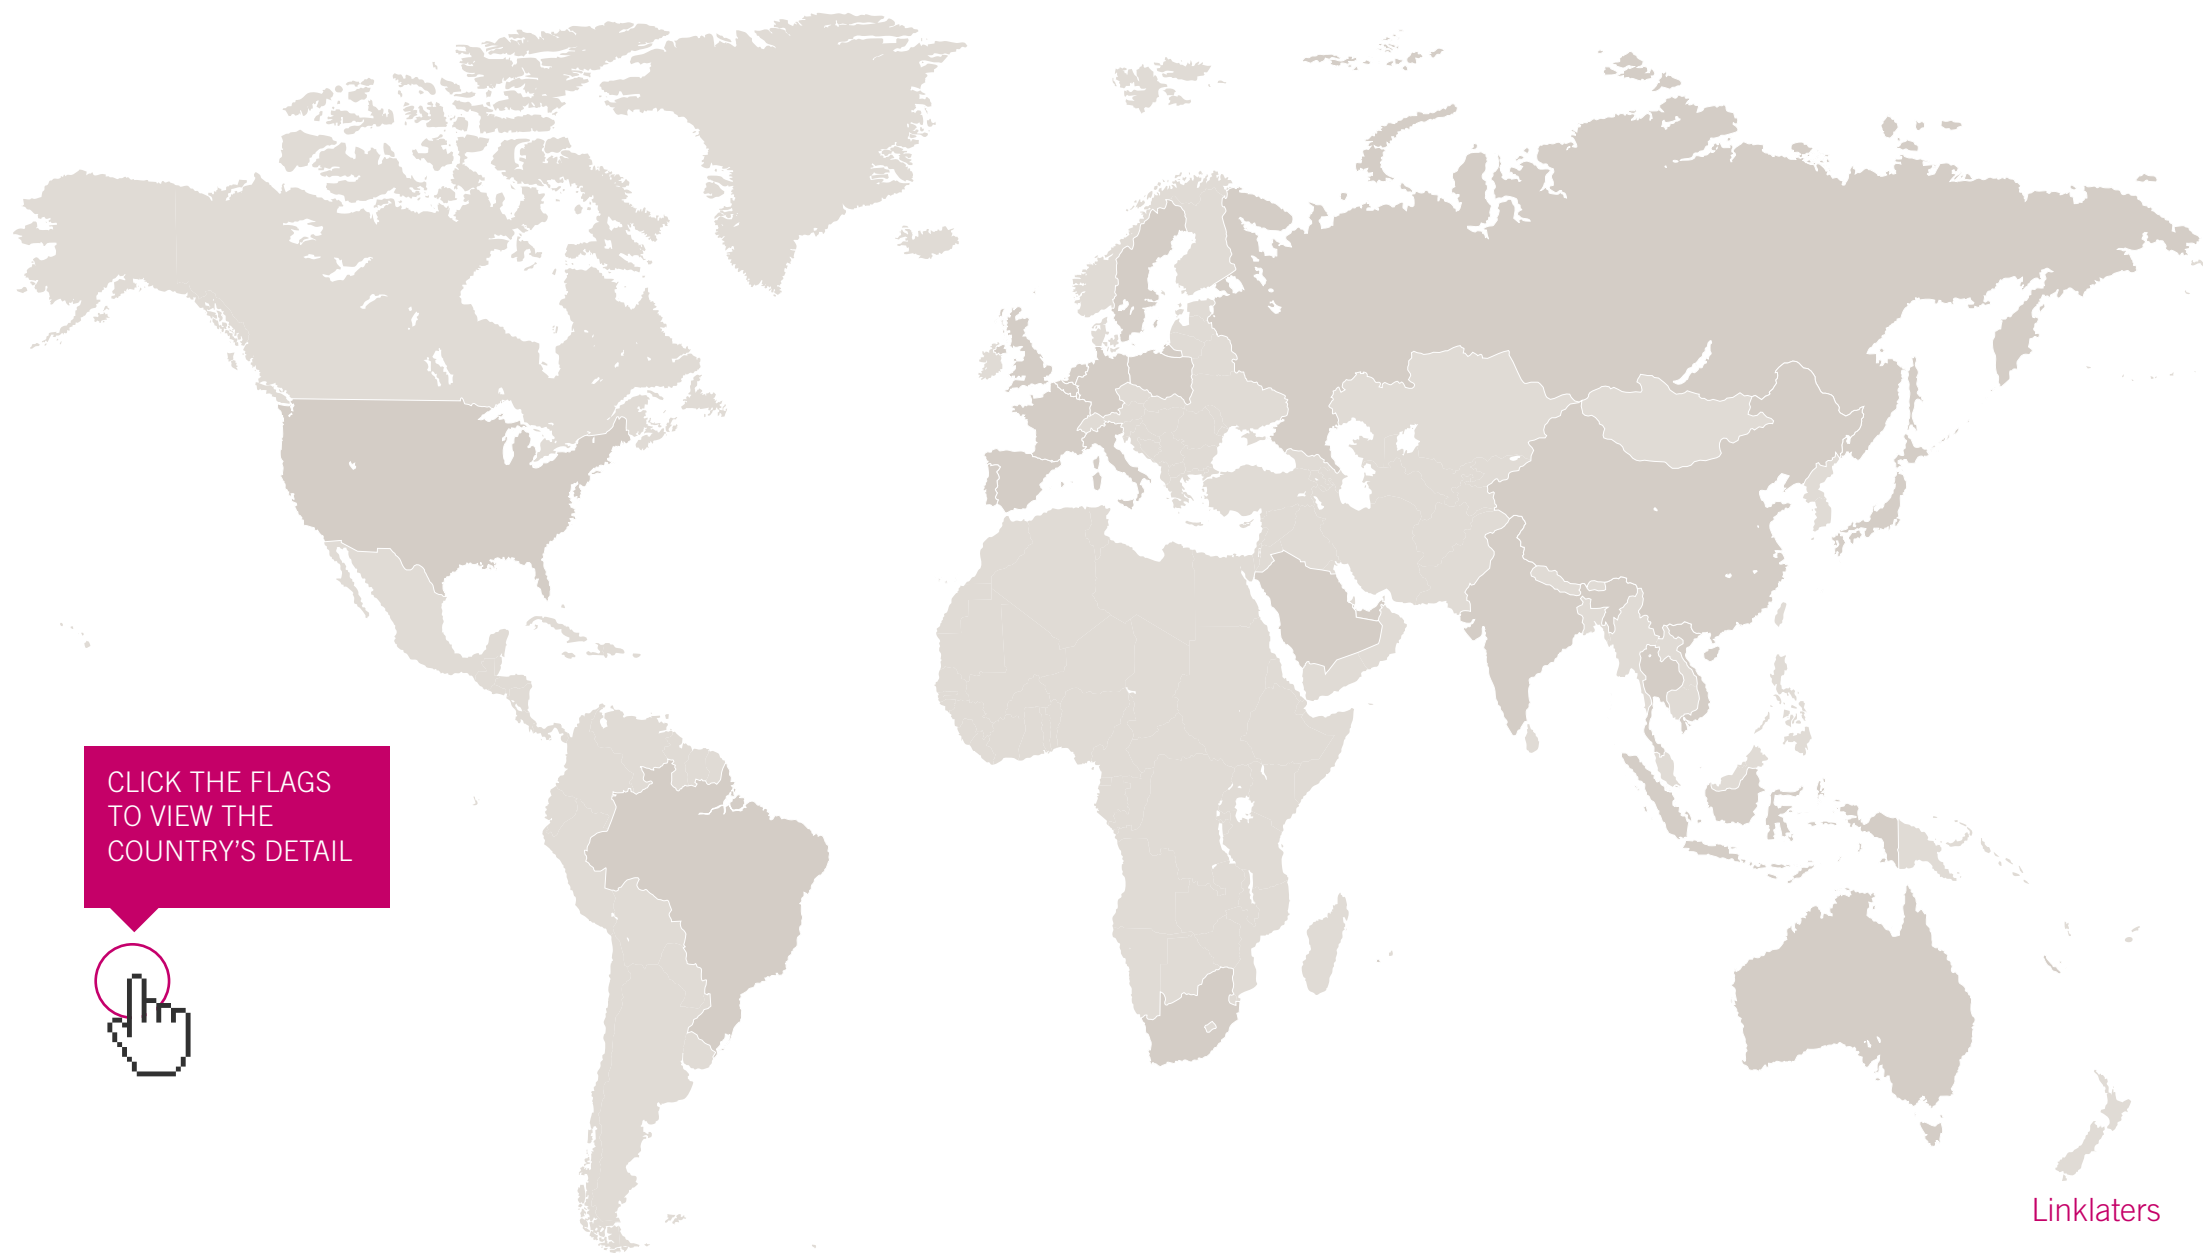 CLICK THE FLAGS
TO VIEW THE
COUNTRY’S DETAIL
Linklaters